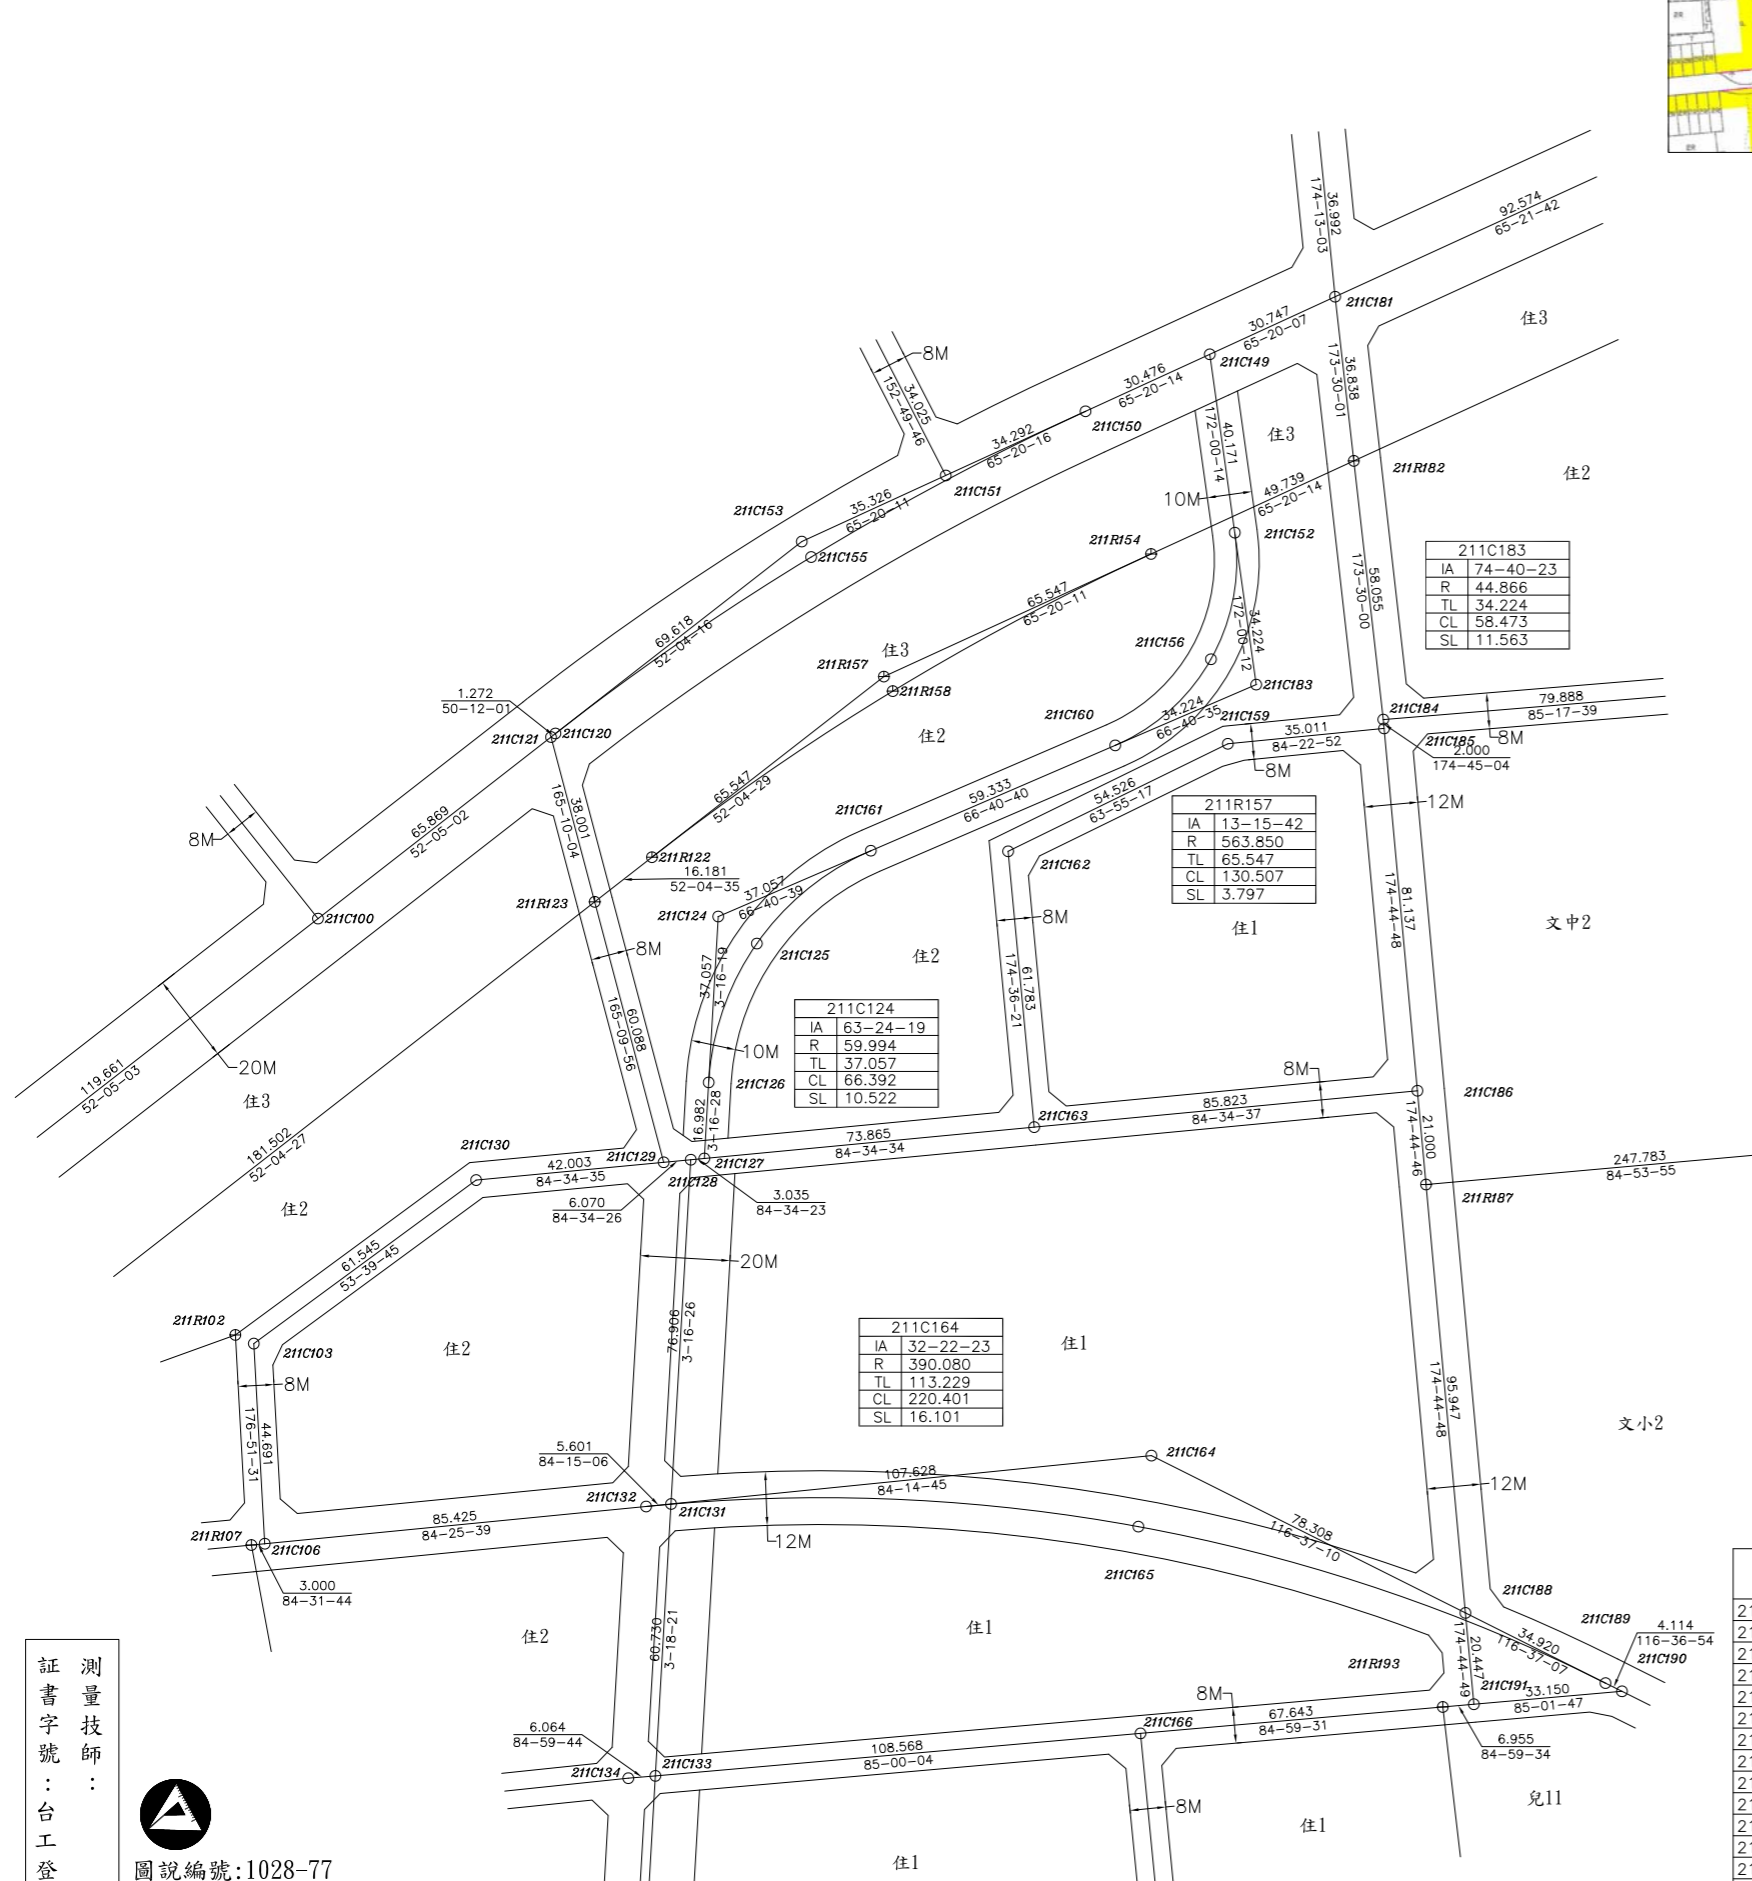 36.992
174-13-03
92.574
65-21-42
211C181
住3
30.747
65-20-07
8M
211C149
36.838
173-30-01
30.476
65-20-14
34.025
152-49-46
211C150
172-00-14
40.171
住3
34.292
65-20-16
211R182
住2
211C151
10M
49.739
65-20-14
211C153
35.326
65-20-11
211C152
211R154
211C155
58.055
173-30-00
211C183
IA 74-40-23
R 44.866
TL 34.224
CL 58.473
SL 11.563
65.547
65-20-11
172-00-12
34.224
69.618
52-04-16
住3
211C156
211R157
211C183
211R158
1.272
50-12-01
79.888
85-17-39
34.224
66-40-35
211C160
211C159
211C184
211C121
211C120
住2
35.011
84-22-52
211C185
8M
2.000
174-45-04
8M
65.547
52-04-29
38.001
165-10-04
59.333
66-40-40
54.526
63-55-17
12M
8M
65.869
52-05-02
211C161
211R157
IA 13-15-42
R 563.850
TL 65.547
CL 130.507
SL 3.797
211R122
211C162
16.181
52-04-35
37.057
66-40-39
81.137
174-44-48
211R123
211C124
8M
211C100
住1
文中2
8M
211C125
住2
37.057
3-16-19
61.783
174-36-21
60.088
165-09-56
211C124
IA 63-24-19
R 59.994
TL 37.057
CL 66.392
SL 10.522
20M
10M
8M
119.661
52-05-03
211C126
211C186
住3
85.823
84-34-37
211C163
16.982
3-16-28
21.000
174-44-46
181.502
52-04-27
211C130
73.865
84-34-34
42.003
84-34-35
211C129
211C127
247.783
84-53-55
211C128
3.035
84-34-23
211R187
住2
6.070
84-34-26
61.545
53-39-45
20M
211R102
76.906
3-16-26
211C164
IA 32-22-23
R 390.080
TL 113.229
CL 220.401
SL 16.101
住2
住1
211C103
8M
95.947
174-44-48
文小2
44.691
176-51-31
5.601
84-15-06
211C164
107.628
84-14-45
12M
211C132
211C131
85.425
84-25-39
78.308
116-37-10
211R107
211C106
12M
211C165
3.000
84-31-44
211C188
211C189
4.114
116-36-54
住2
60.730
3-18-21
住1
34.920
116-37-07
20.447
174-44-49
211C190
211R193
8M
211C191
33.150
85-01-47
67.643
84-59-31
211C166
6.064
84-59-44
108.568
85-00-04
6.955
84-59-34
211C134
211C133
兒11
8M
住1
住1
測量技師：
証書字號：台工登
圖說編號:1028-77